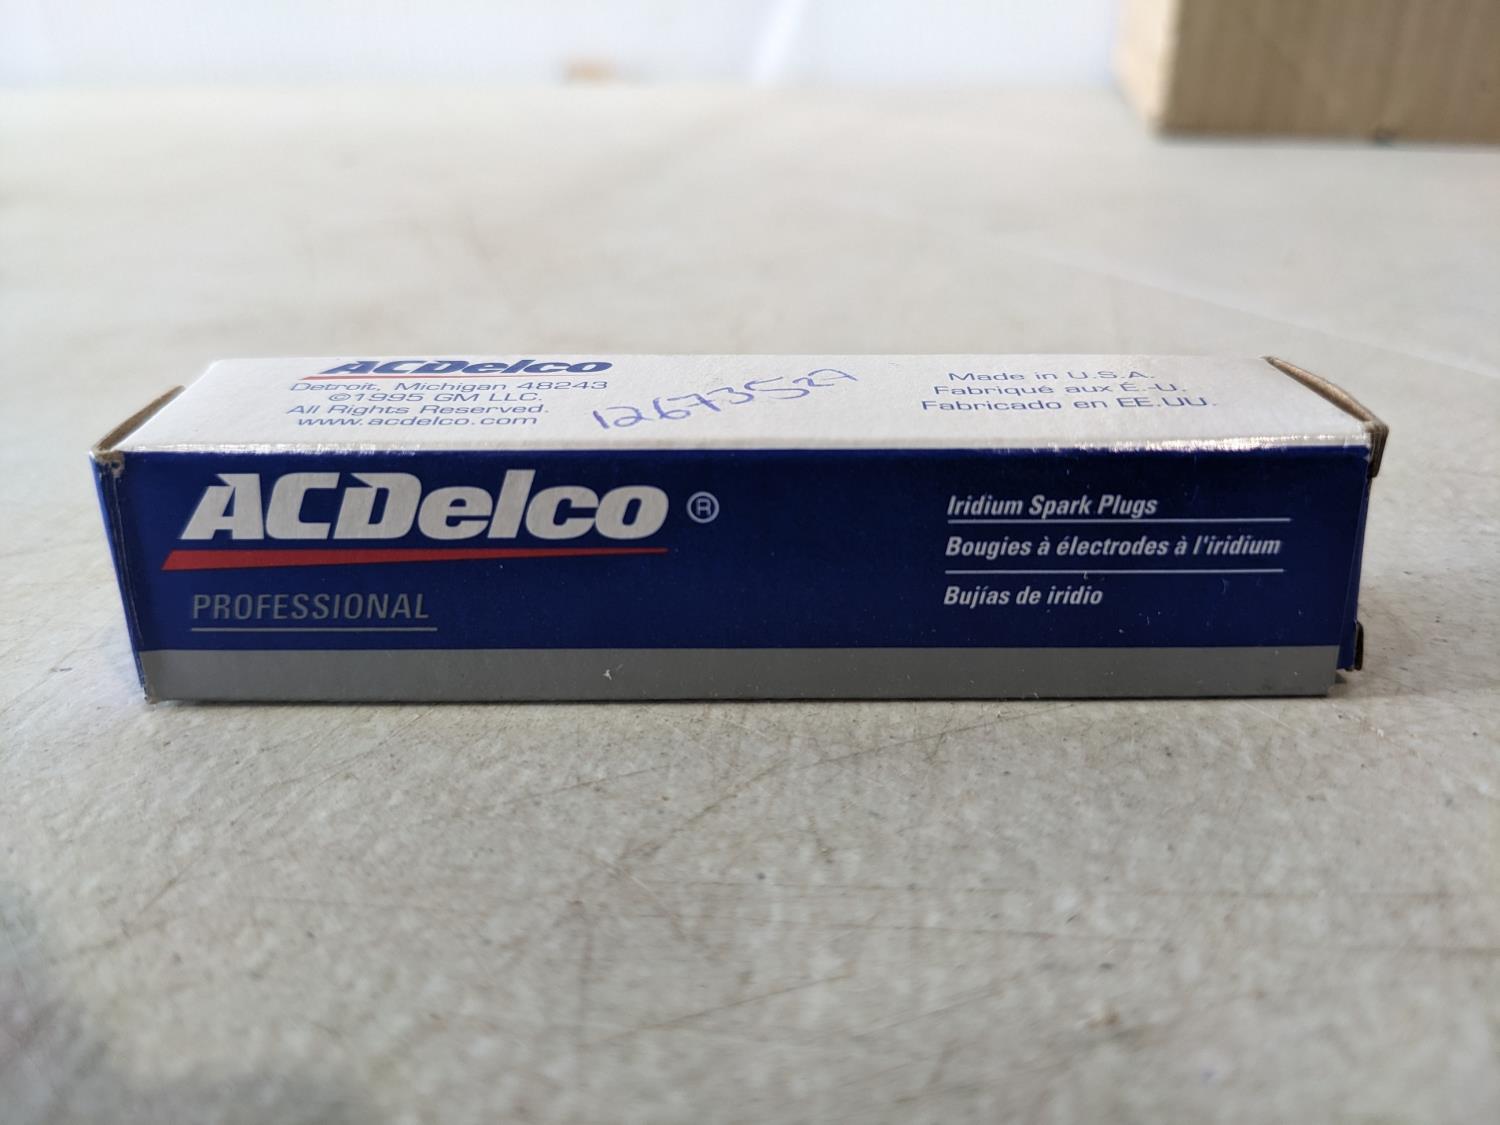 ACDelco
Detroit, Michigan 48243
©1995 GM LLC.
All Rights Reserved.
www.acdelco.com
12673527
Made in U.S.A.
Fabriqué aux É.-U.
Fabricado en EE.UU.
ACDelco®
PROFESSIONAL
Iridium Spark Plugs
Bougies à électrodes à l'iridium
Bujías de iridio